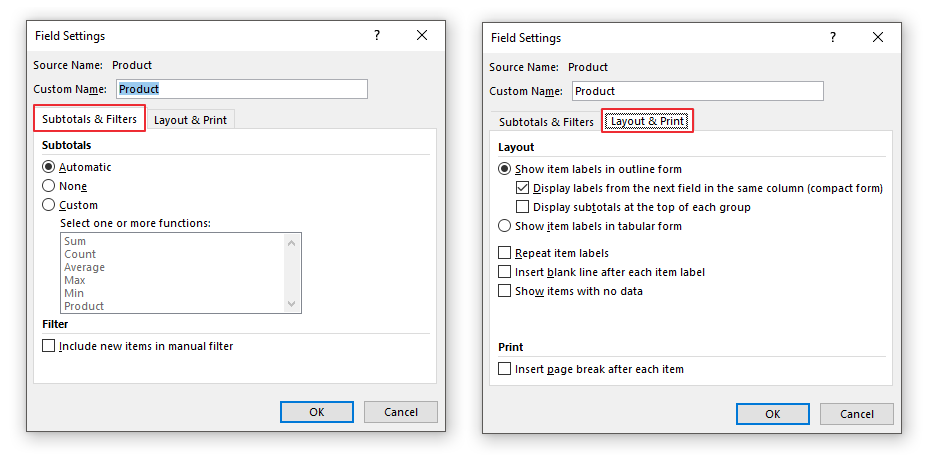 Field Settings ?
Source Name: Product
Custom Name: Product
Subtotals & Filters Layout & Print
Subtotals
Automatic
None
Custom
Select one or more functions:
Sum
Count
Average
Max
Min
Product
Filter
Include new items in manual filter
OK Cancel
Field Settings ?
Source Name: Product
Custom Name: Product
Subtotals & Filters Layout & Print
Layout
Show item labels in outline form
Display labels from the next field in the same column (compact form)
Display subtotals at the top of each group
Show item labels in tabular form
Repeat item labels
Insert blank line after each item label
Show items with no data
Print
Insert page break after each item
OK Cancel